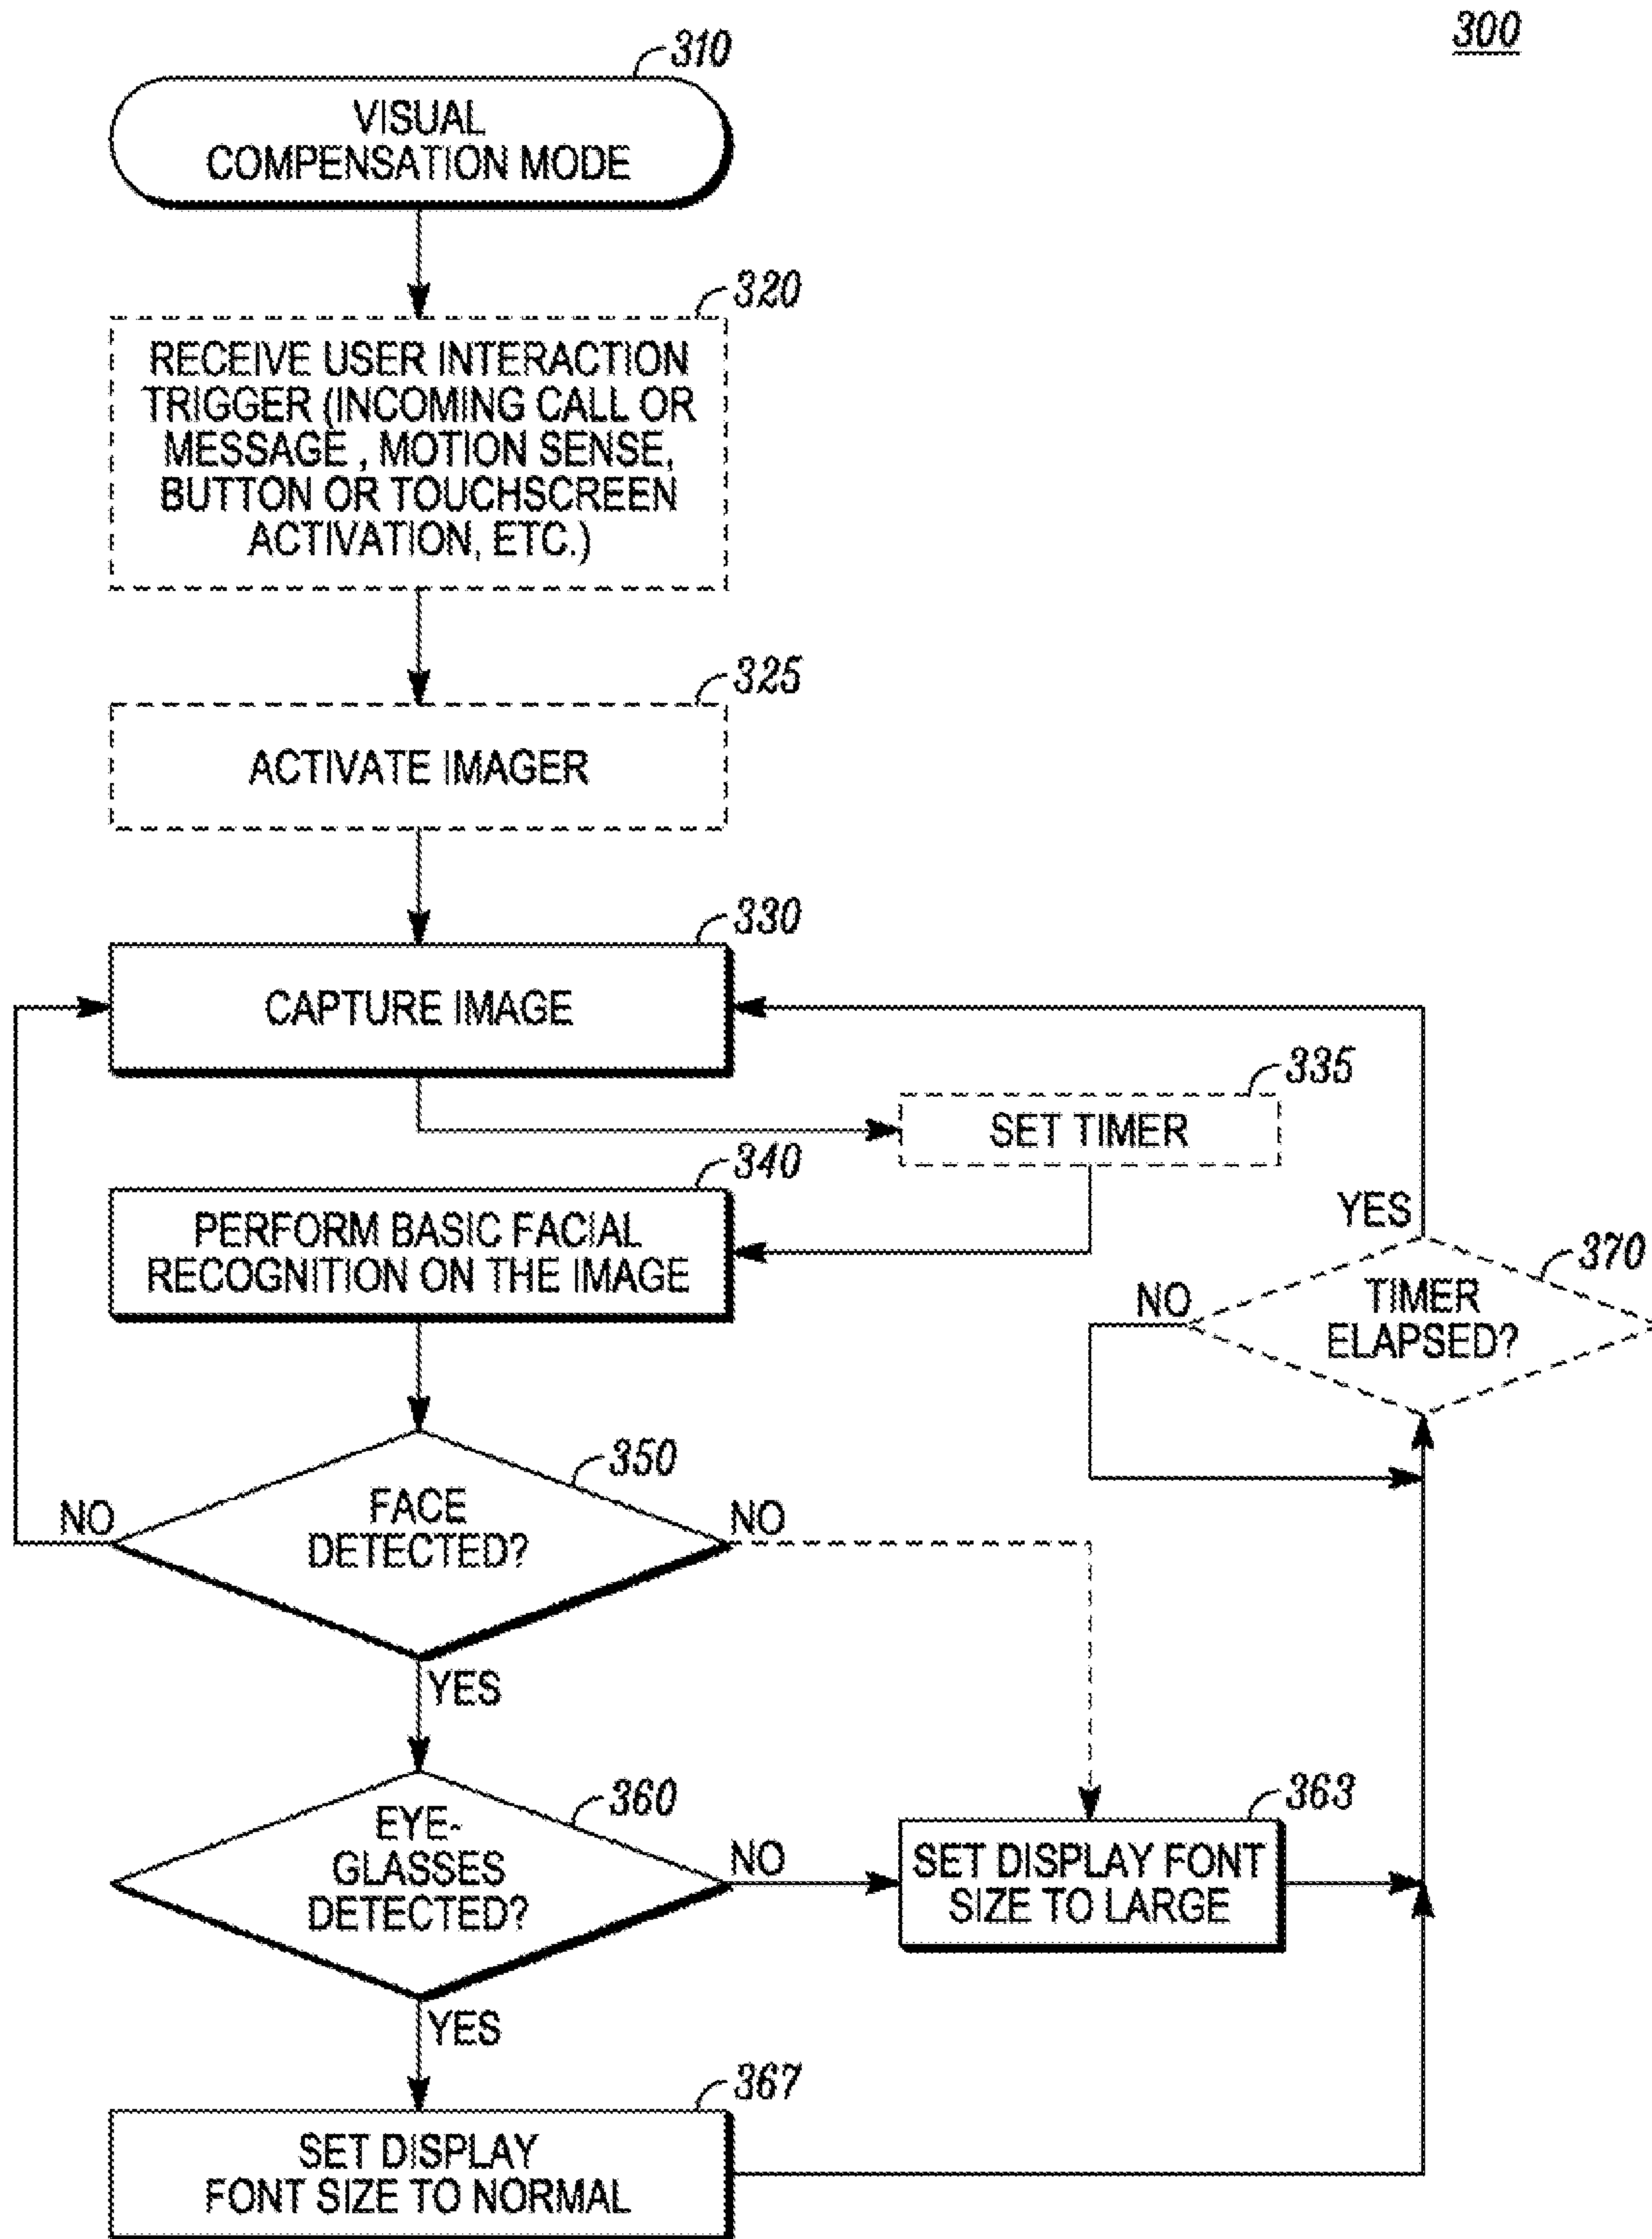 300
310
VISUAL
COMPENSATION MODE
320
RECEIVE USER INTERACTION
TRIGGER (INCOMING CALL OR
MESSAGE , MOTION SENSE,
BUTTON OR TOUCHSCREEN
ACTIVATION, ETC.)
325
ACTIVATE IMAGER
330
CAPTURE IMAGE
335
SET TIMER
340
PERFORM BASIC FACIAL
RECOGNITION ON THE IMAGE
YES
370
NO
TIMER
ELAPSED?
350
NO
FACE
DETECTED?
NO
YES
360
EYE-
GLASSES
DETECTED?
NO
363
SET DISPLAY FONT
SIZE TO LARGE
YES
367
SET DISPLAY
FONT SIZE TO NORMAL